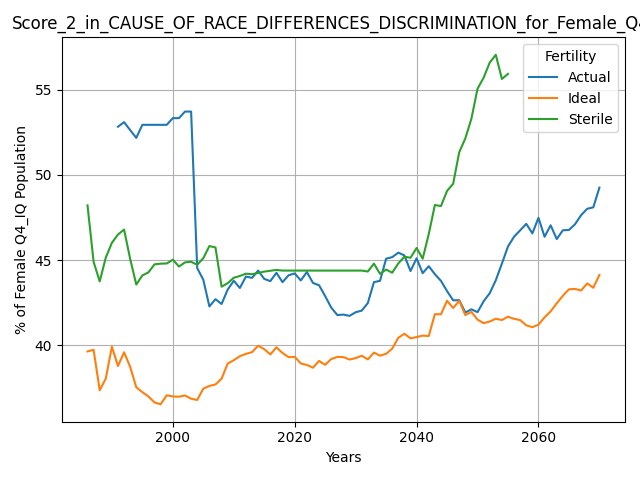 Score_2_in_CAUSE_OF_RACE_DIFFERENCES_DISCRIMINATION_for_Female_Q4
Fertility
Actual
Ideal
Sterile
% of Female Q4_IQ Population
55
50
45
40
2000 2020 2040 2060
Years